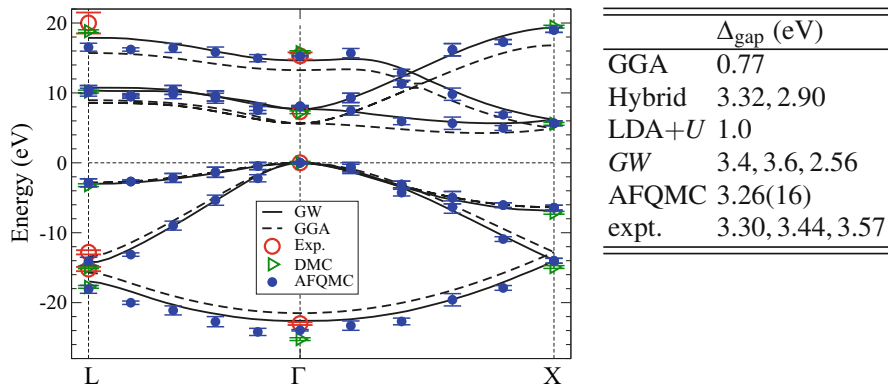 20
10
0
-10
-20
Energy (eV)
GW
GGA
Exp.
DMC
AFQMC
L
Γ
X
Δgap (eV)
GGA 0.77
Hybrid 3.32, 2.90
LDA+U 1.0
GW 3.4, 3.6, 2.56
AFQMC 3.26(16)
expt. 3.30, 3.44, 3.57